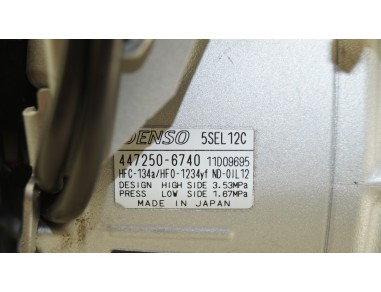 DENSO 5SEL12C
447250-6740 11D09695
HFC-134a/HFO-1234yf ND-OIL12
DESIGN HIGH SIDE 3.53MPa
PRESS LOW SIDE 1.67MPa
MADE IN JAPAN